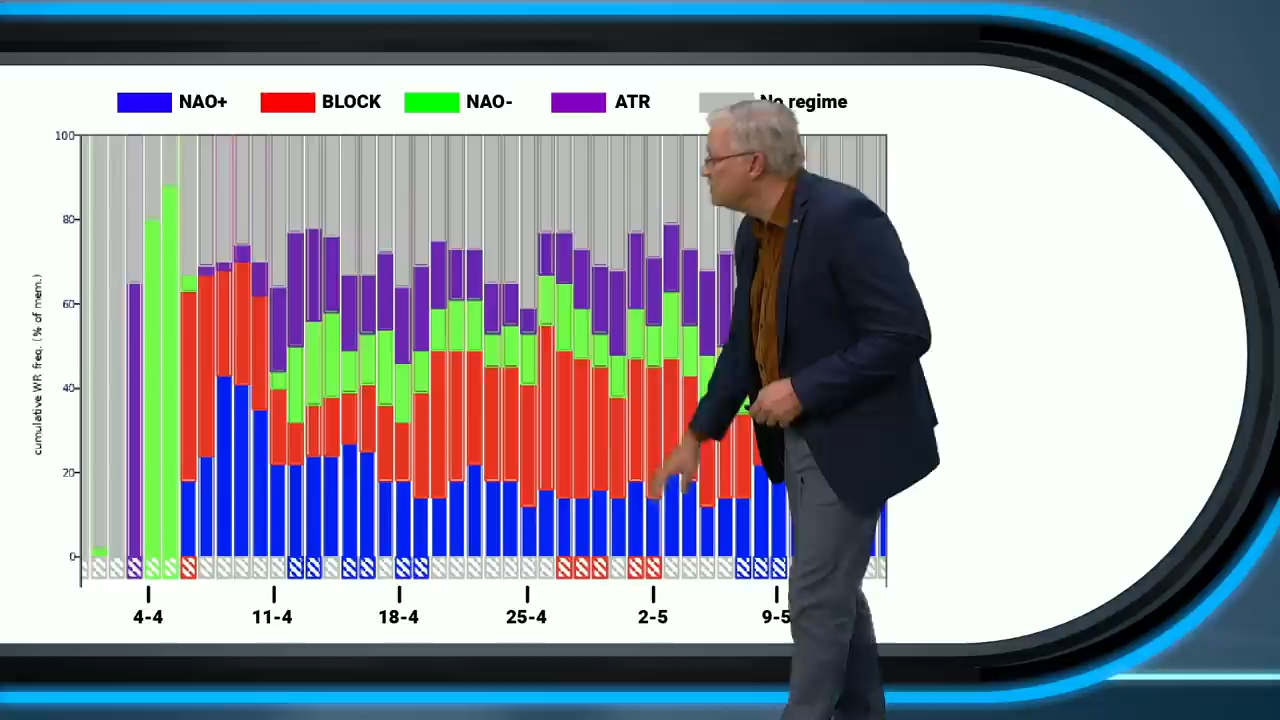 NAO+ BLOCK NAO- ATR No regime
100
80
60
40
20
0
cumulative WR freq. (% of mem.)
4-4 11-4 18-4 25-4 2-5 9-5